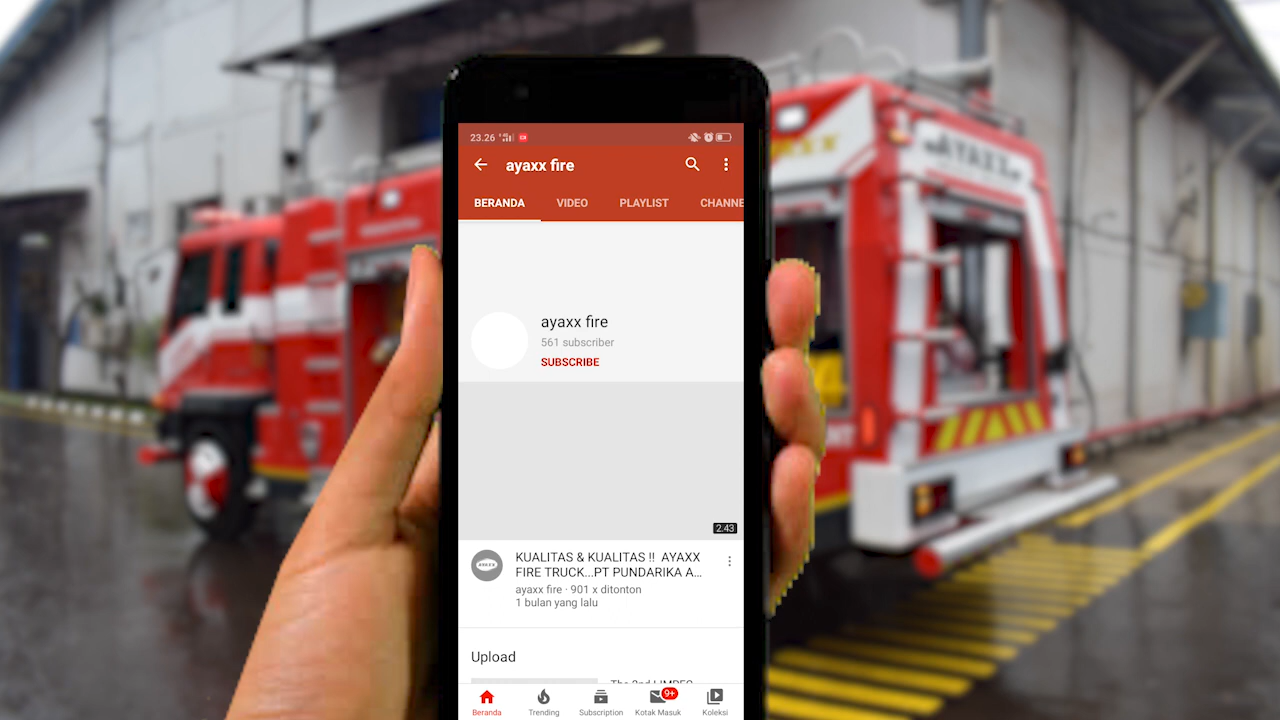 23.26
ayaxx fire
BERANDA VIDEO PLAYLIST CHANNE
ayaxx fire
561 subscriber
SUBSCRIBE
2.43
KUALITAS & KUALITAS !! AYAXX
FIRE TRUCK...PT PUNDARIKA A...
ayaxx fire · 901 x ditonton
1 bulan yang lalu
Upload
9+
Beranda Trending Subscription Kotak Masuk Koleksi
AYAXX